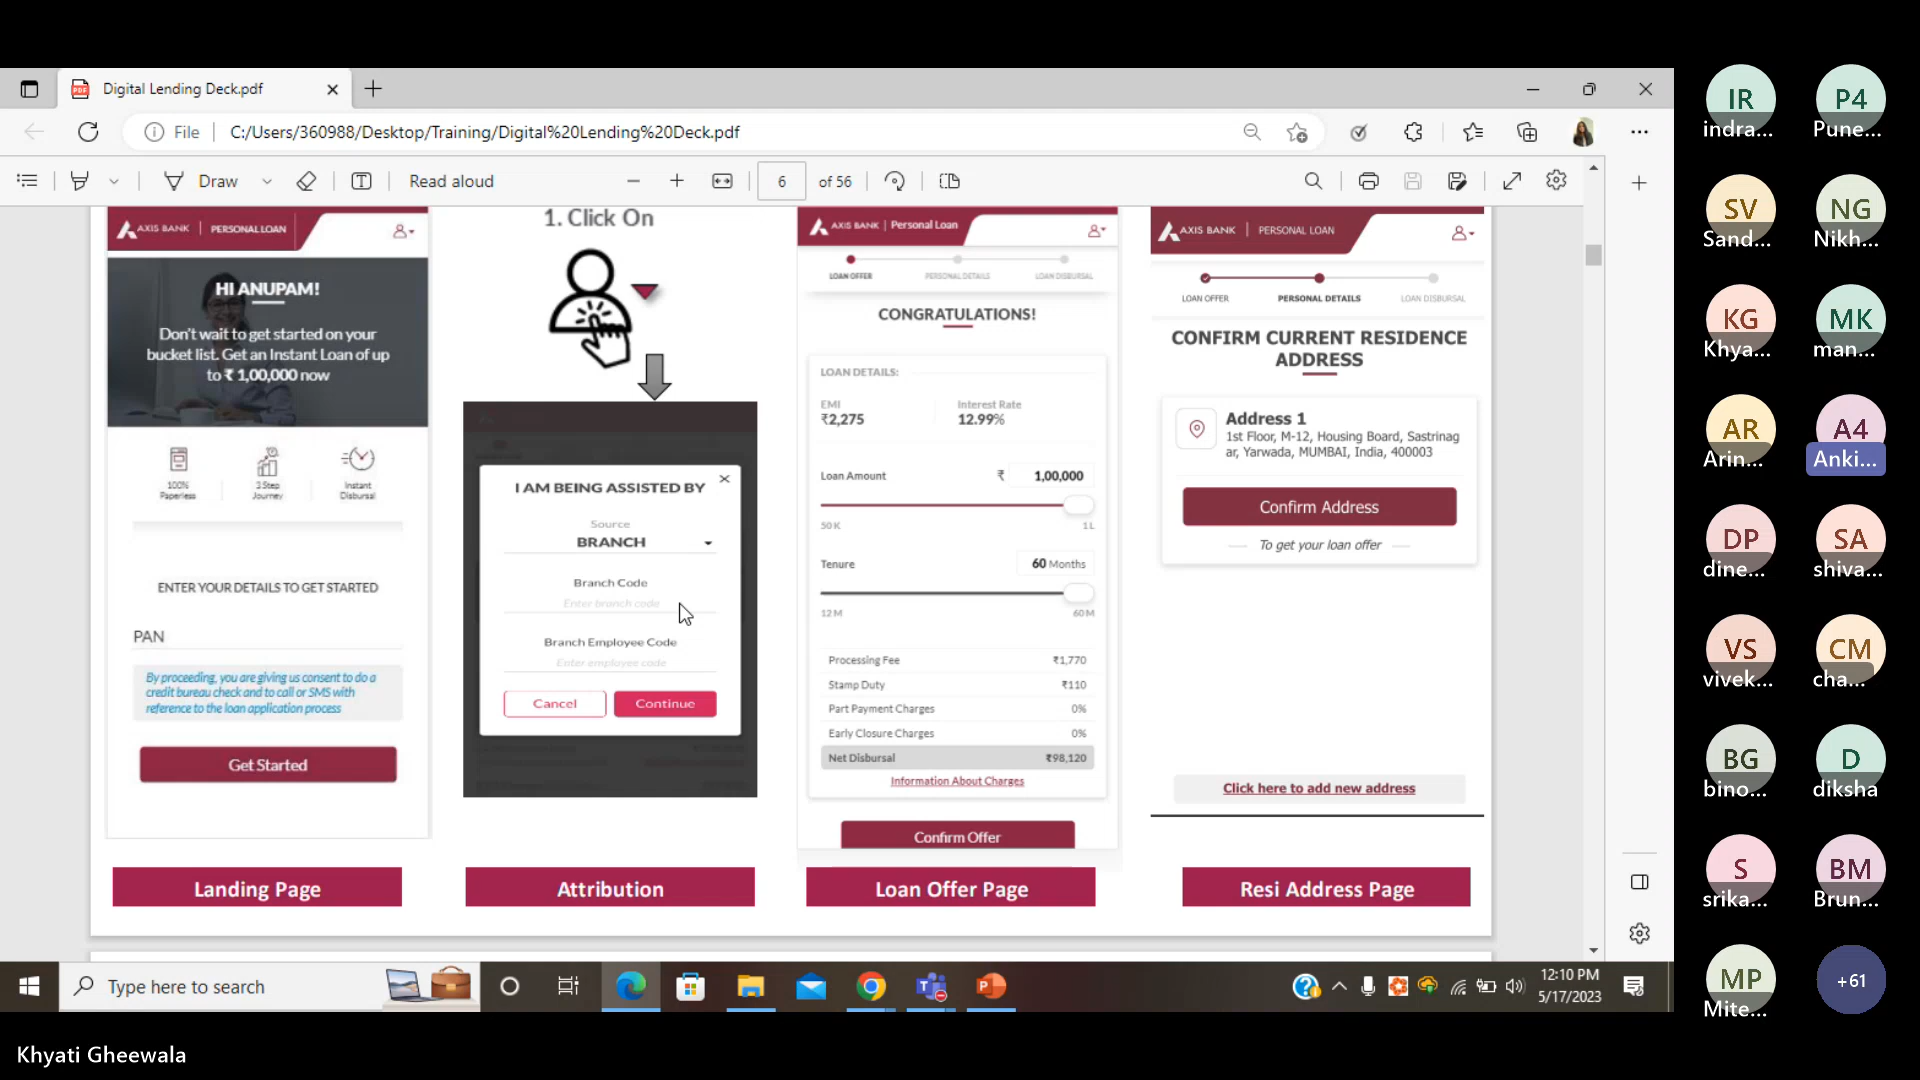 Digital Lending Deck.pdf
File
C:/Users/360988/Desktop/Training/Digital%20Lending%20Deck.pdf
Draw
Read aloud
6
of 56
AXIS BANK | PERSONAL LOAN
HI ANUPAM!
Don't wait to get started on your
bucket list. Get an Instant Loan of up
to ₹ 1,00,000 now
100%
Paperless
3 Step
Journey
Instant
Disbursal
ENTER YOUR DETAILS TO GET STARTED
PAN
By proceeding, you are giving us consent to do a
credit bureau check and to call or SMS with
reference to the loan application process
Get Started
Landing Page
1. Click On
I AM BEING ASSISTED BY
Source
BRANCH
Branch Code
Enter branch code
Branch Employee Code
Enter employee code
Cancel
Continue
Attribution
AXIS BANK | Personal Loan
LOAN OFFER
PERSONAL DETAILS
LOAN DISBURSAL
CONGRATULATIONS!
LOAN DETAILS:
EMI
₹2,275
Interest Rate
12.99%
Loan Amount
₹ 1,00,000
50K
1L
Tenure
60 Months
12M
60M
Processing Fee ₹1,770
Stamp Duty ₹110
Part Payment Charges 0%
Early Closure Charges 0%
Net Disbursal ₹98,120
Information About Charges
Confirm Offer
Loan Offer Page
AXIS BANK | PERSONAL LOAN
LOAN OFFER
PERSONAL DETAILS
LOAN DISBURSAL
CONFIRM CURRENT RESIDENCE
ADDRESS
Address 1
1st Floor, M-12, Housing Board, Sastrinag
ar, Yarwada, MUMBAI, India, 400003
Confirm Address
To get your loan offer
Click here to add new address
Resi Address Page
Type here to search
12:10 PM
5/17/2023
Khyati Gheewala
IR
indra...
P4
Pune...
SV
Sand...
NG
Nikh...
KG
Khya...
MK
man...
AR
Arin...
A4
Anki...
DP
dine...
SA
shiva...
VS
vivek...
CM
cha...
BG
bino...
D
diksha
S
srika...
BM
Brun...
MP
Mite...
+61